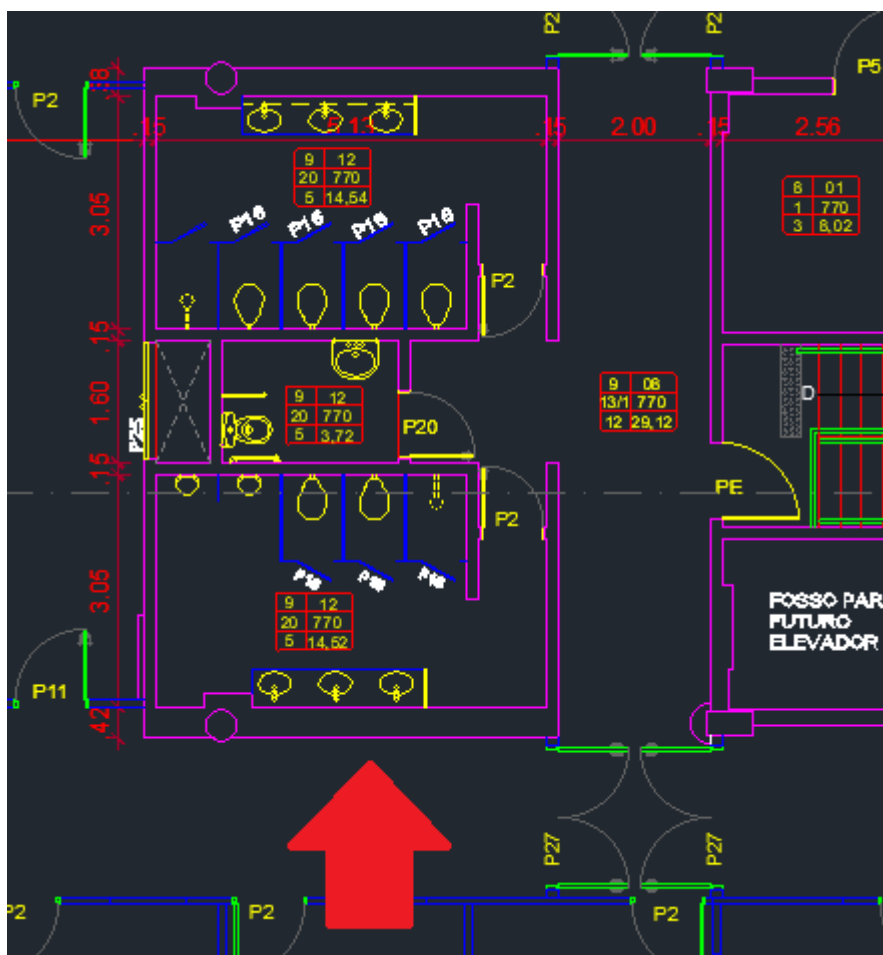 P2
P2
P5
P2
.15
5.13
.15
2.00
.15
2.56
9 12
20 770
5 14,54
8 01
1 770
3 8,02
3.05
P16
P16
P16
P16
P2
.15
9 12
20 770
5 3,72
9 06
13/1 770
12 29,12
D
1.60
P25
P20
.15
P2
PE
3.05
9 12
20 770
5 14,52
FOSSO PAR
FUTURO
ELEVADOR
P11
.42
P27
P27
P2
P2
P2